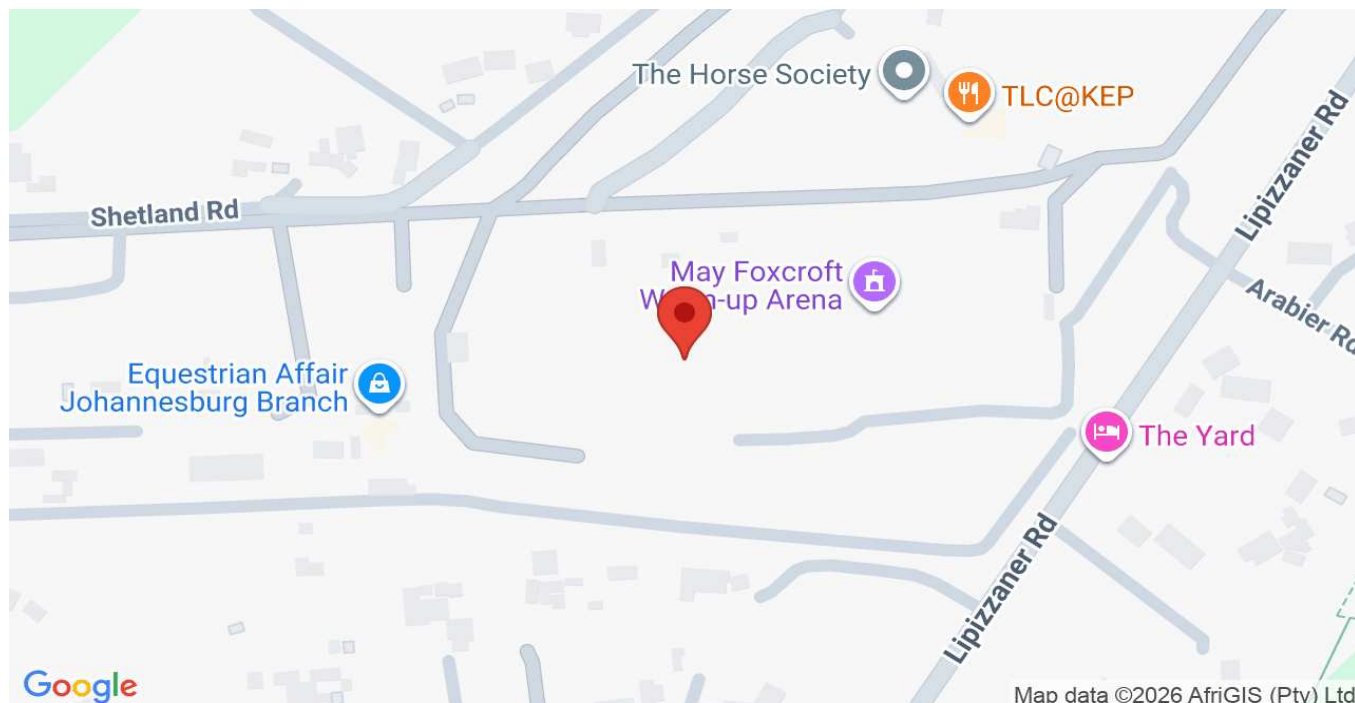 The Horse Society
TLC@KEP
Lipizzaner Rd
Shetland Rd
May Foxcroft
Arena
Arabier Rd
Equestrian Affair
Johannesburg Branch
The Yard
Lipizzaner Rd
Google
Map data ©2026 AfriGIS (Pty) Ltd